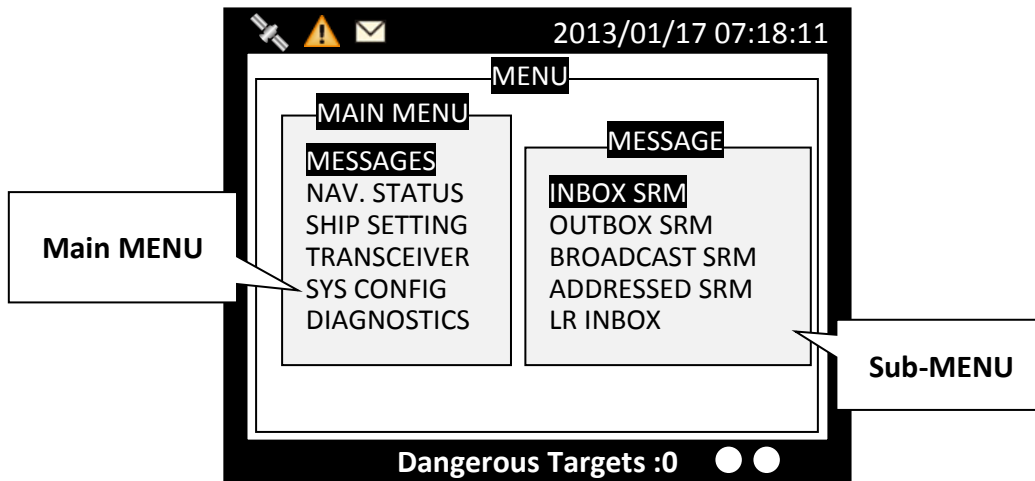 2013/01/17 07:18:11
MENU
MAIN MENU
MESSAGES
NAV. STATUS
SHIP SETTING
TRANSCEIVER
SYS CONFIG
DIAGNOSTICS
MESSAGE
INBOX SRM
OUTBOX SRM
BROADCAST SRM
ADDRESSED SRM
LR INBOX
Main MENU
Sub-MENU
Dangerous Targets :0